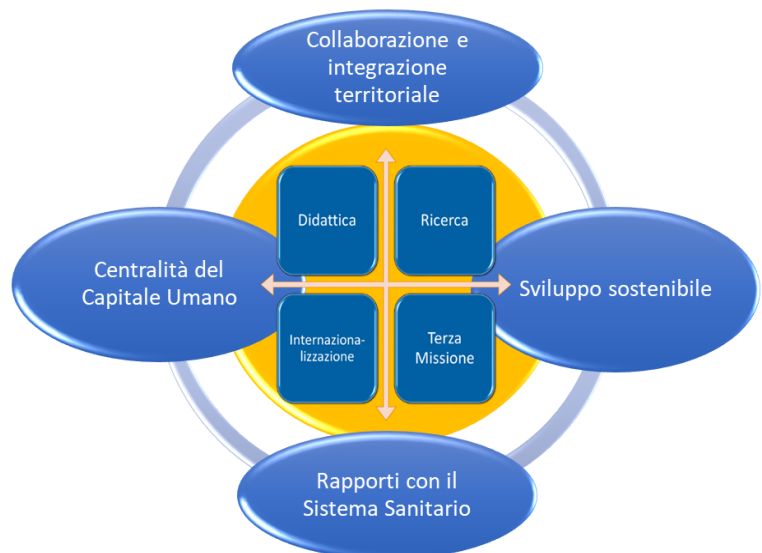 Collaborazione e
integrazione
territoriale
Didattica
Ricerca
Centralità del
Capitale Umano
Sviluppo sostenibile
Internaziona-
lizzazione
Terza
Missione
Rapporti con il
Sistema Sanitario